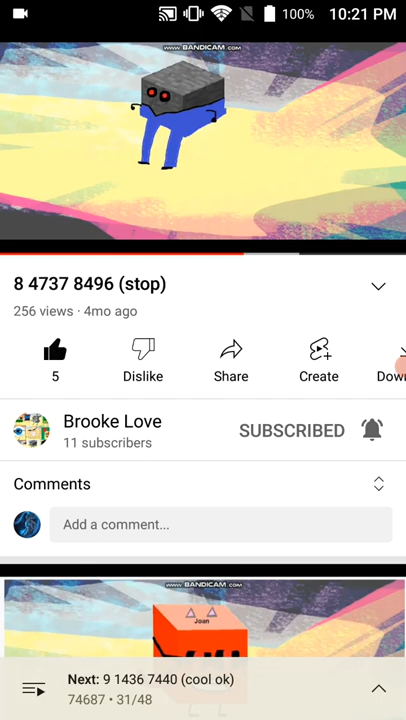 100% 10:21 PM
WWW.BANDICAM.COM
8 4737 8496 (stop)
256 views · 4mo ago
5 Dislike Share Create Down
Brooke Love
11 subscribers
SUBSCRIBED
Comments
Add a comment...
WWW.BANDICAM.COM
Joan
Next: 9 1436 7440 (cool ok)
74687 • 31/48